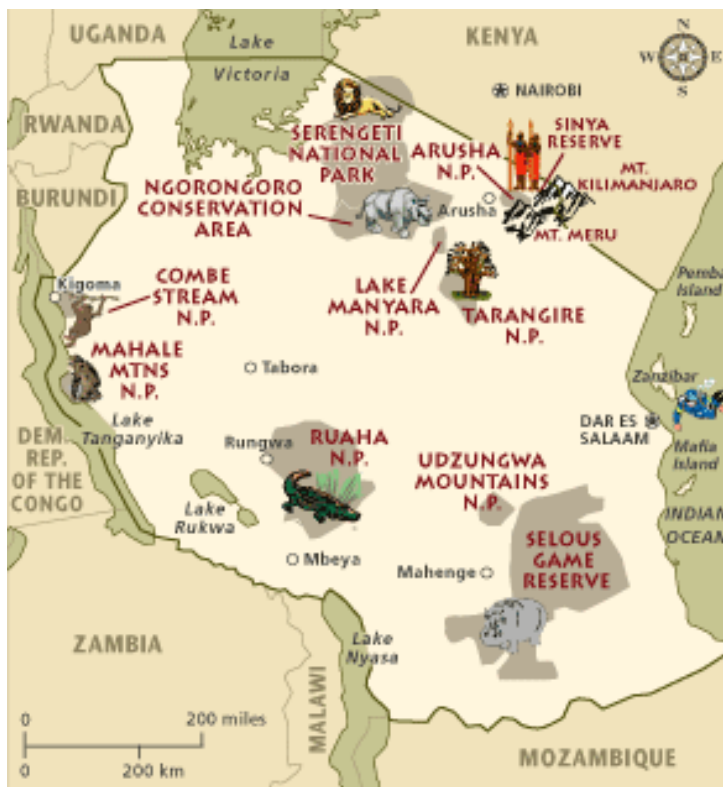 UGANDA
Lake
Victoria
KENYA
N
W
E
S
NAIROBI
RWANDA
SERENGETI
NATIONAL
PARK
ARUSHA
N.P.
SINYA
RESERVE
MT.
KILIMANJARO
BURUNDI
NGORONGORO
CONSERVATION
AREA
Arusha
MT. MERU
Kigoma
COMBE
STREAM
N.P.
LAKE
MANYARA
N.P.
TARANGIRE
N.P.
Pemba
Island
MAHALE
MTNS
N.P.
Tabora
Zanzibar
Lake
Tanganyika
DAR ES
SALAAM
DEM.
REP.
OF THE
CONGO
Rungwa
RUAHA
N.P.
UDZUNGWA
MOUNTAINS
N.P.
Mafia
Island
Lake
Rukwa
INDIAN
OCEAN
SELOUS
GAME
RESERVE
Mbeya
Mahenge
ZAMBIA
Lake
Nyasa
MALAWI
0
200 miles
0
200 km
MOZAMBIQUE